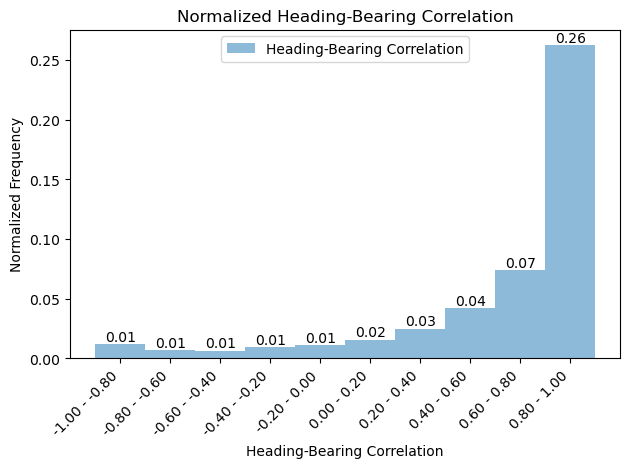 Normalized Heading-Bearing Correlation
Heading-Bearing Correlation
0.26
0.25
0.20
0.15
0.10
0.05
0.00
Normalized Frequency
0.01
0.01
0.01
0.01
0.01
0.02
0.03
0.04
0.07
-1.00 - -0.80
-0.80 - -0.60
-0.60 - -0.40
-0.40 - -0.20
-0.20 - 0.00
0.00 - 0.20
0.20 - 0.40
0.40 - 0.60
0.60 - 0.80
0.80 - 1.00
Heading-Bearing Correlation